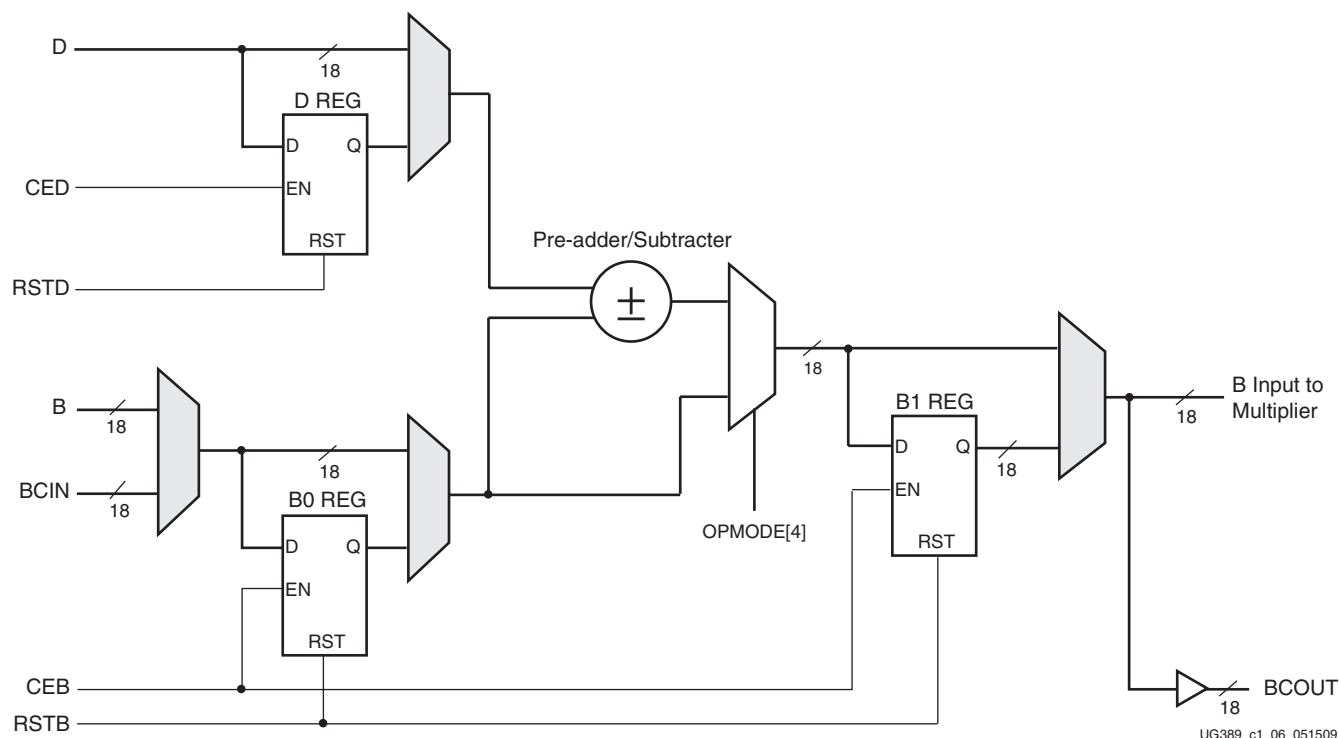 D
18
D REG
D
Q
CED
EN
RST
RSTD
Pre-adder/Subtracter
±
B
18
BCIN
18
18
B0 REG
D
Q
EN
RST
OPMODE[4]
18
B1 REG
D
Q
18
EN
RST
18
B Input to
Multiplier
CEB
RSTB
BCOUT
18
UG389_c1_06_051509